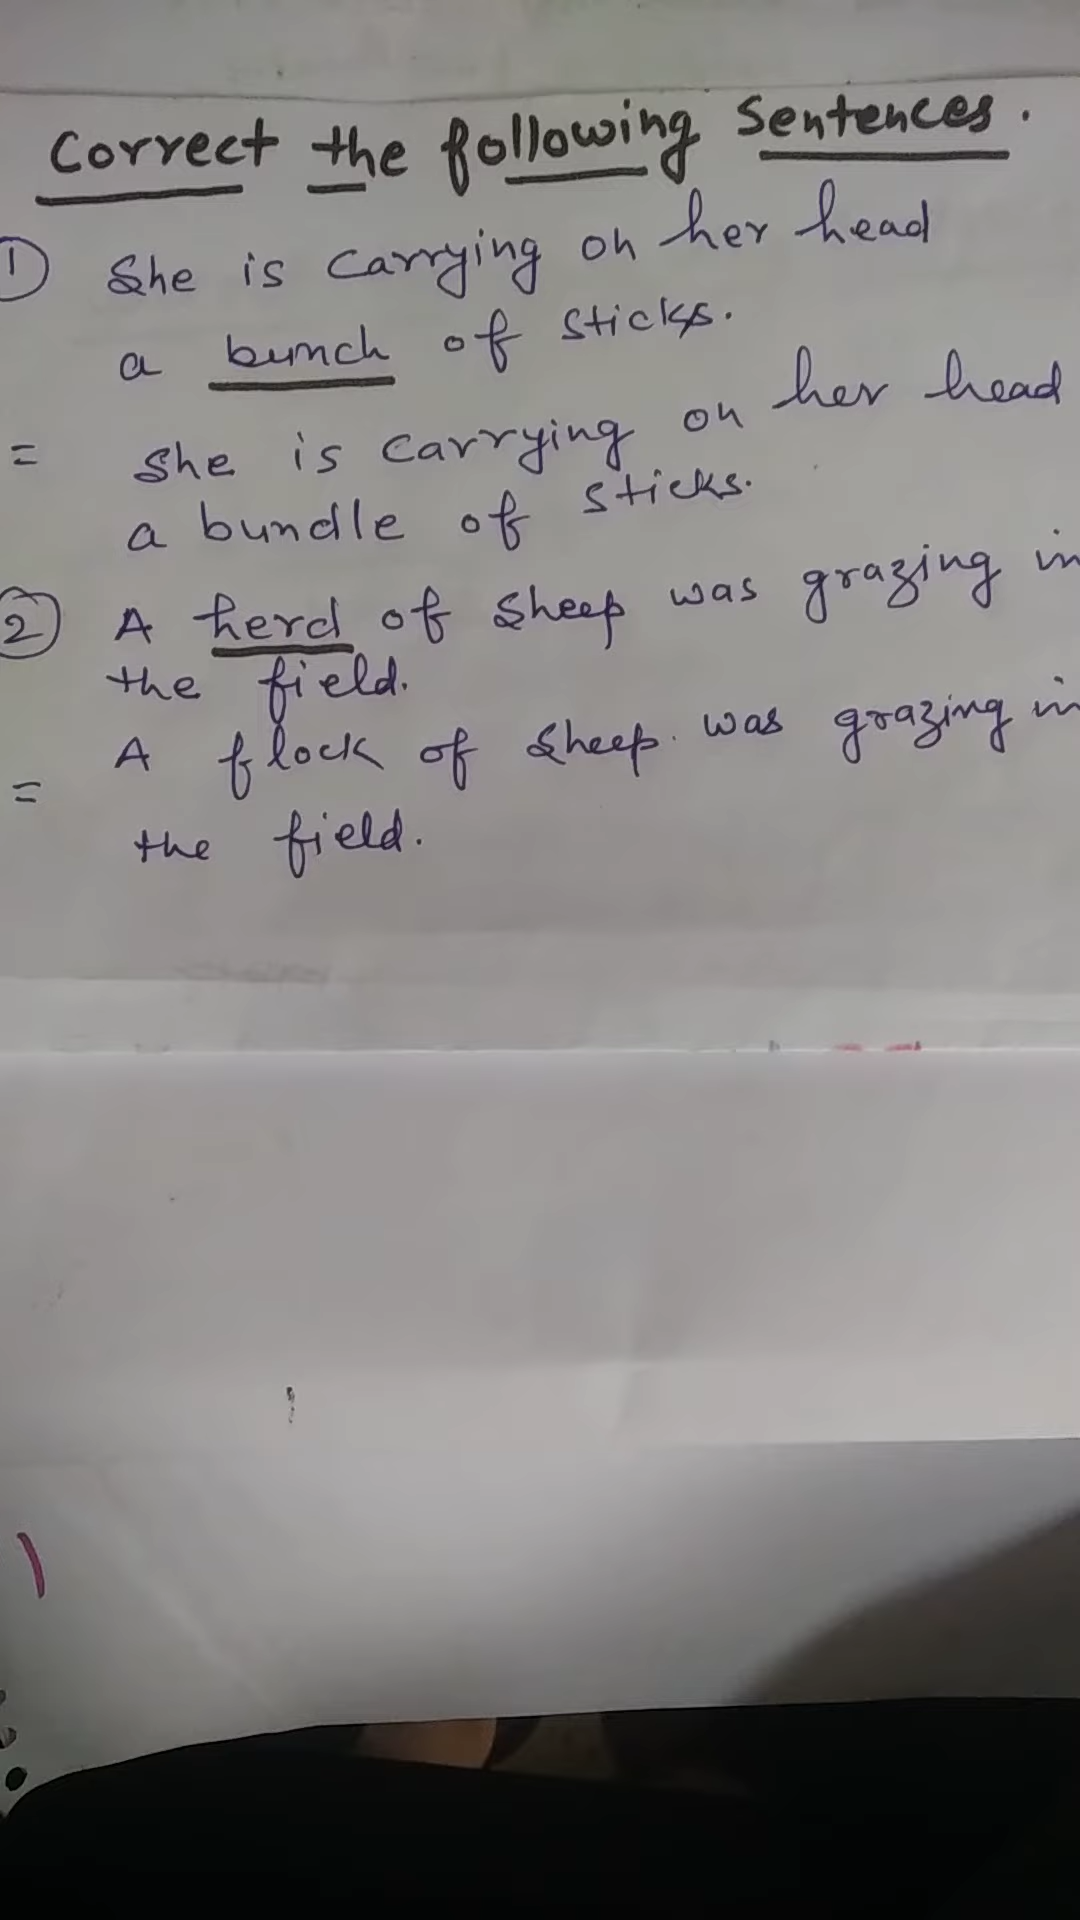 Correct the following Sentences.
① She is carrying on her head
a bunch of sticks.
= She is carrying on her head
a bundle of sticks.
② A herd of sheep was grazing in
the field.
= A flock of sheep was grazing in
the field.